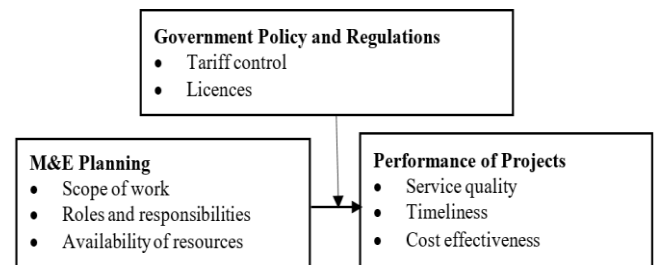 Government Policy and Regulations
• Tariff control
• Licences
M&E Planning
• Scope of work
• Roles and responsibilities
• Availability of resources
Performance of Projects
• Service quality
• Timeliness
• Cost effectiveness